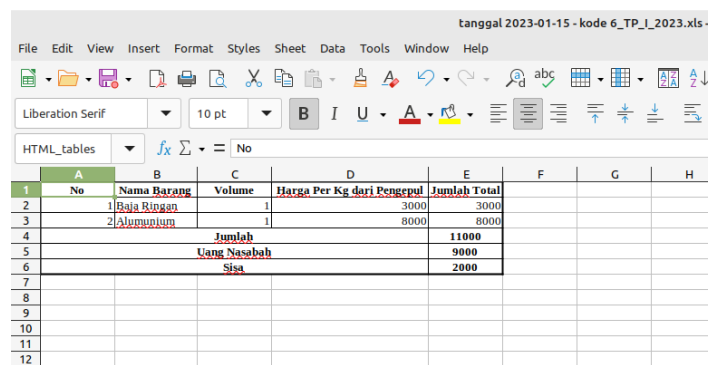 tanggal 2023-01-15 - kode 6_TP_I_2023.xls -
File Edit View Insert Format Styles Sheet Data Tools Window Help
abc
Liberation Serif 10 pt B I U A
HTML_tables fx Σ = No
A B C D E F G H
1 No Nama Barang Volume Harga Per Kg dari Pengepul Jumlah Total
2 1 Baja Ringan 1 3000 3000
3 2 Alumunium 1 8000 8000
4 Jumlah 11000
5 Uang Nasabah 9000
6 Sisa 2000
7
8
9
10
11
12